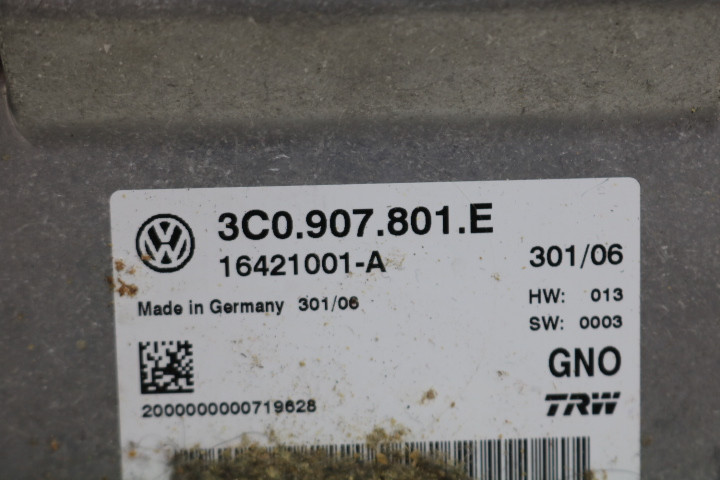 3C0.907.801.E
16421001-A
301/06
Made in Germany 301/06
HW: 013
SW: 0003
GNO
2000000000719628
TRW